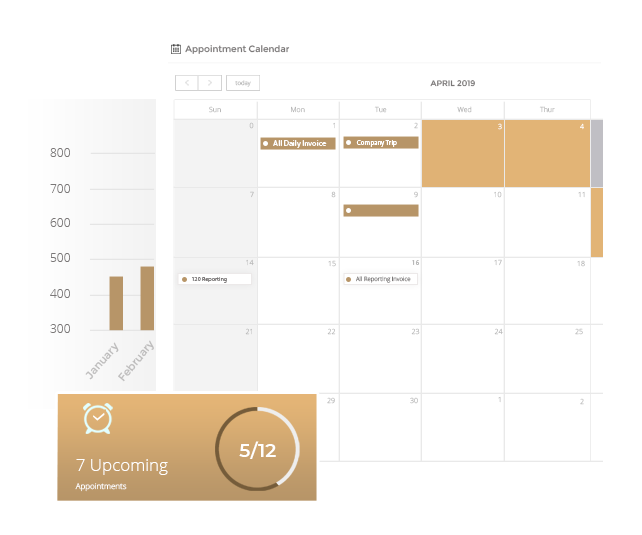 Appointment Calendar
today
APRIL 2019
Sun Mon Tue Wed Thur
0 1 2 3 4
All Daily Invoice Company Trip
7 8 9 10 11
14 15 16 17 18
120 Reporting All Reporting Invoice
21 22 23 24 25
29 30 1 2
800
700
600
500
400
300
January
February
7 Upcoming
Appointments
5/12